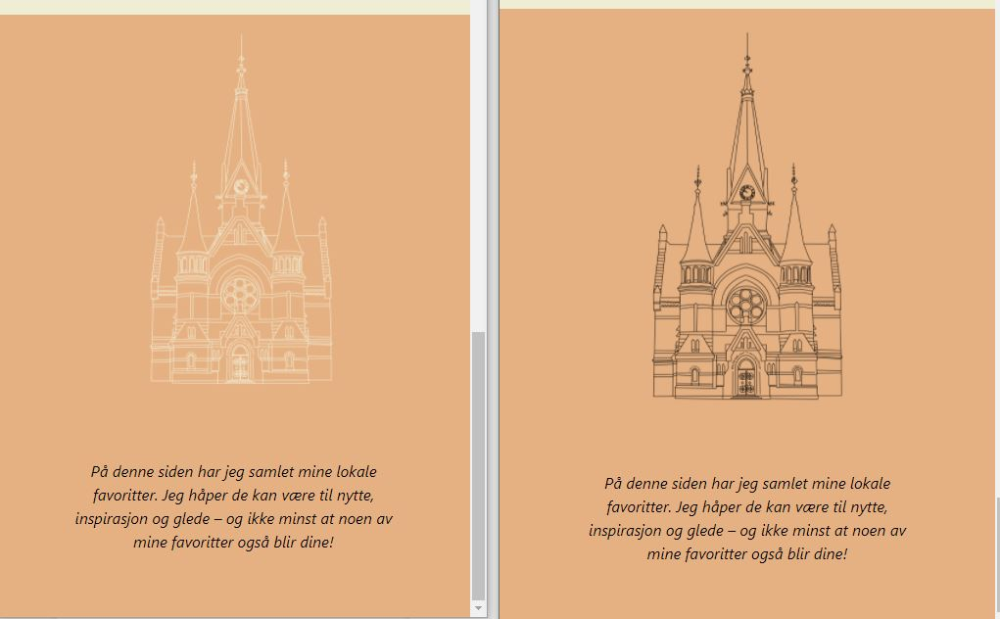 På denne siden har jeg samlet mine lokale
favoritter. Jeg håper de kan være til nytte,
inspirasjon og glede – og ikke minst at noen av
mine favoritter også blir dine!
På denne siden har jeg samlet mine lokale
favoritter. Jeg håper de kan være til nytte,
inspirasjon og glede – og ikke minst at noen av
mine favoritter også blir dine!